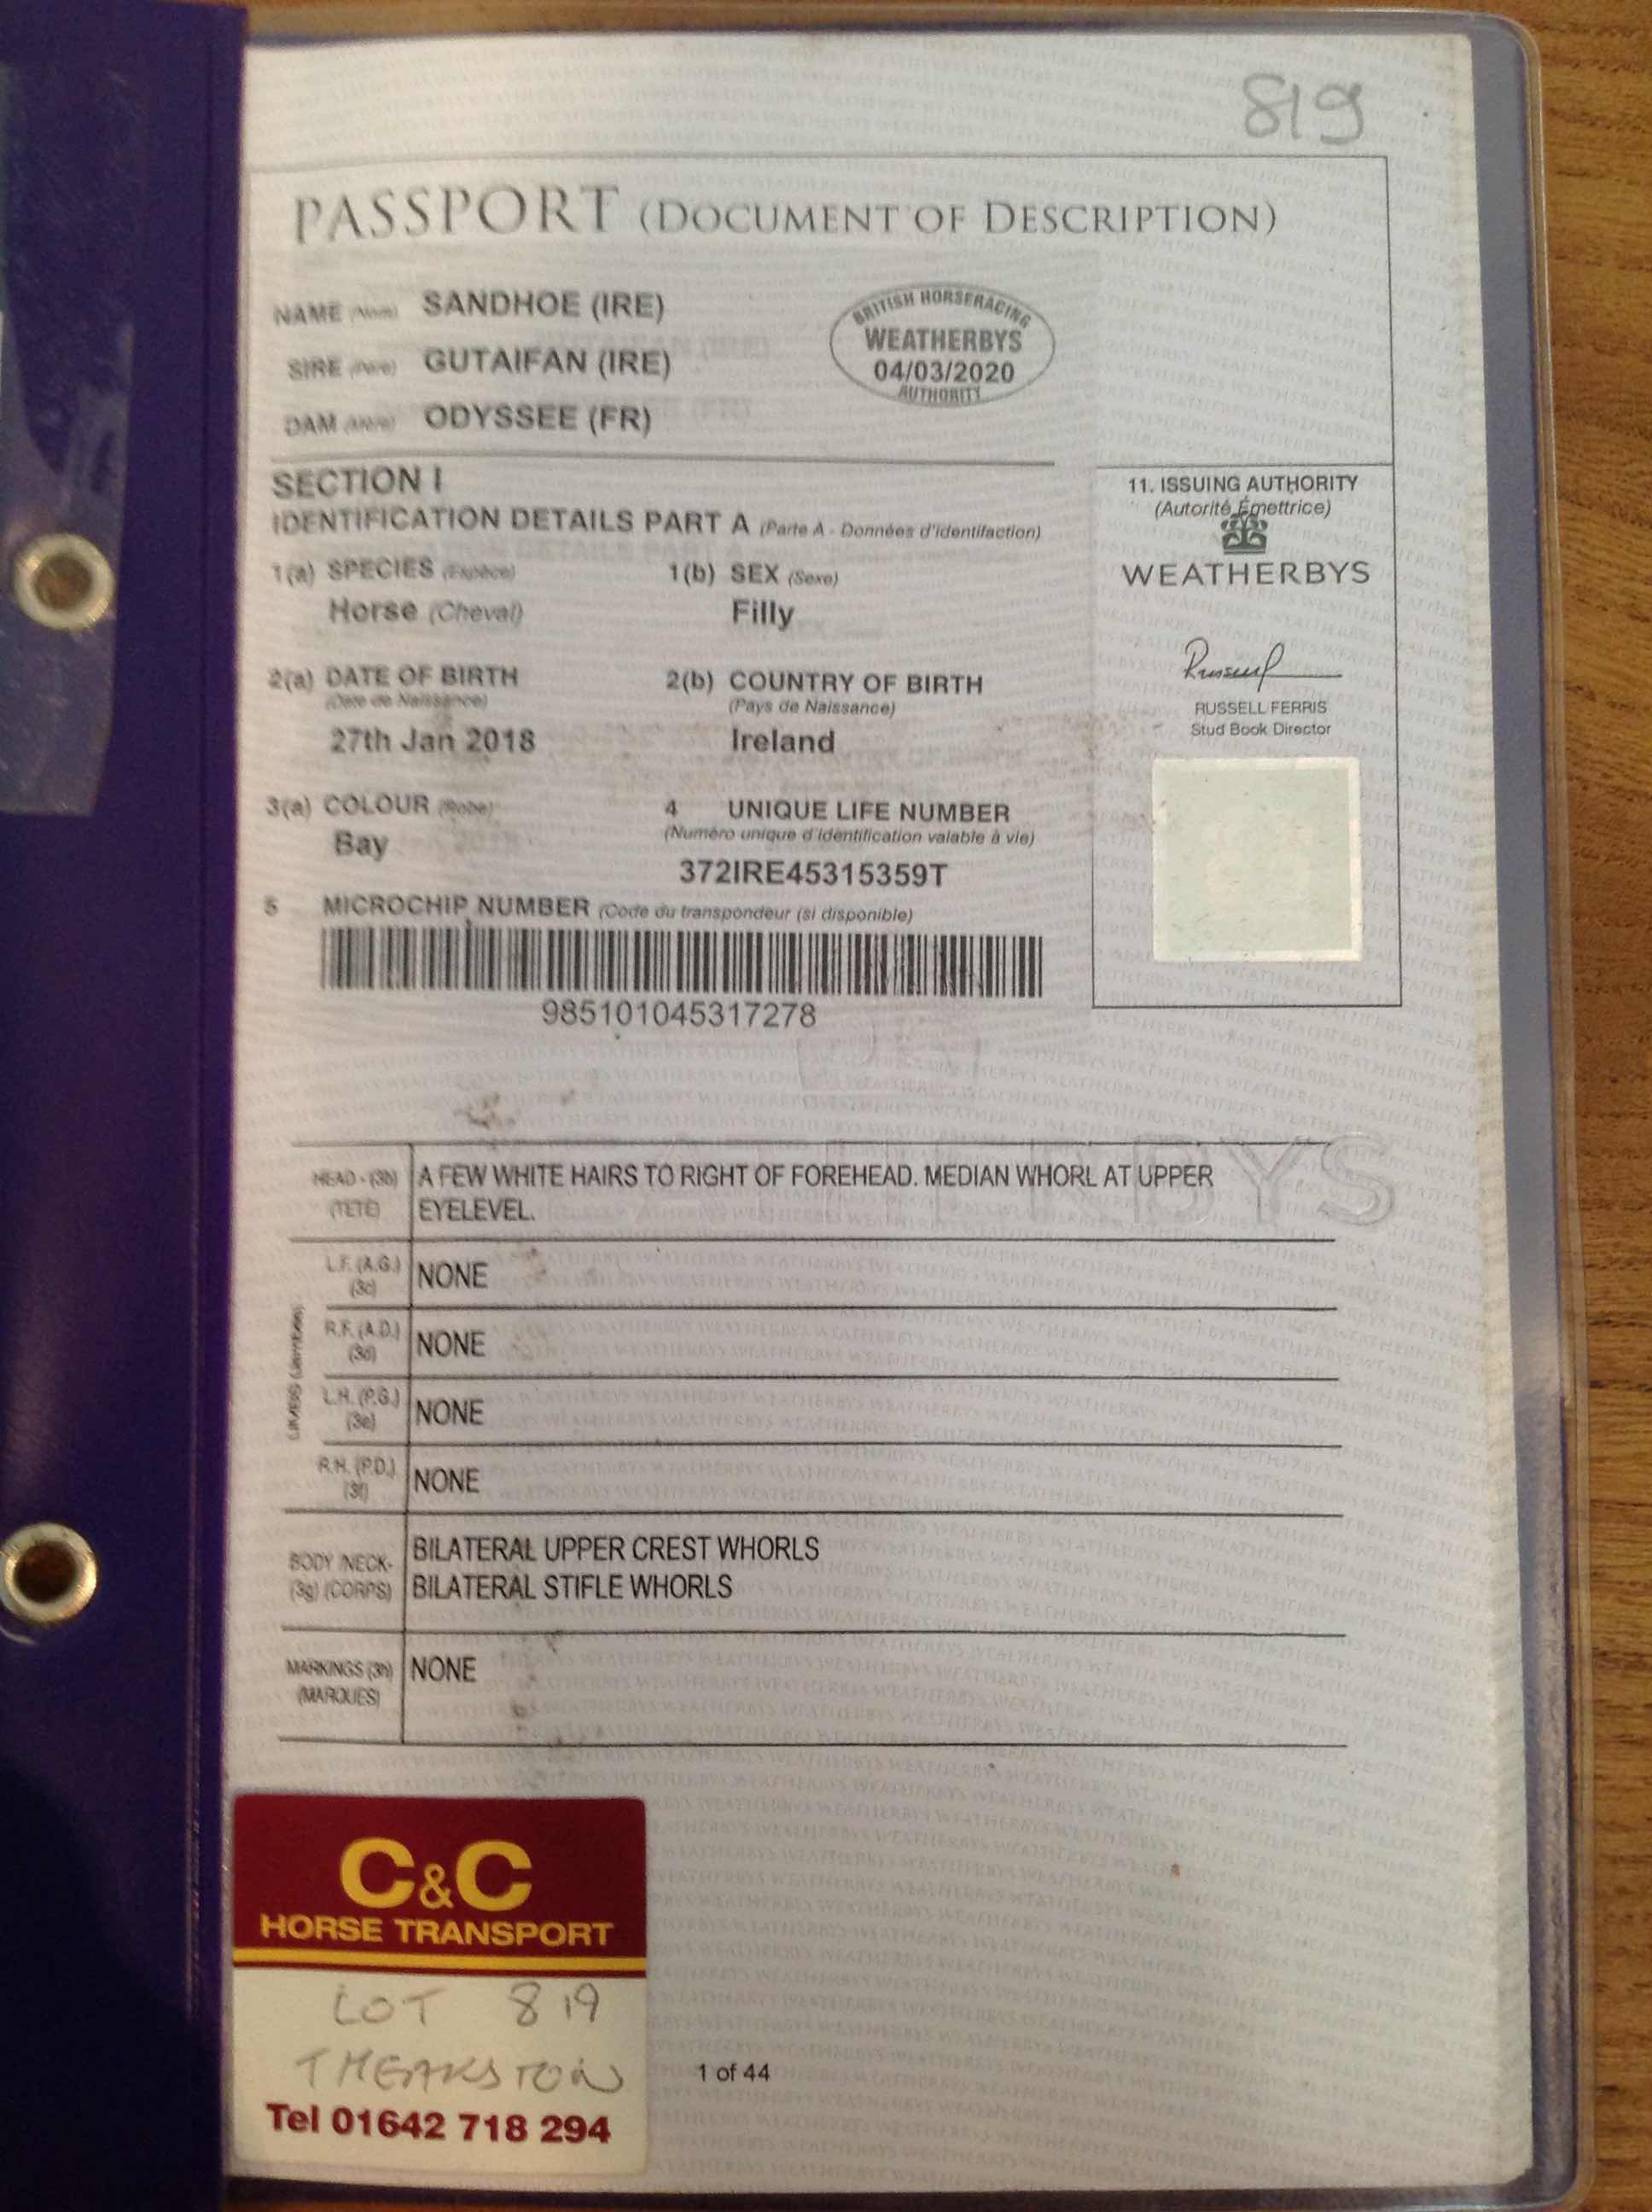 819
PASSPORT (DOCUMENT OF DESCRIPTION)
NAME (Nom) SANDHOE (IRE)
SIRE (Père) GUTAIFAN (IRE)
DAM (Mère) ODYSSEE (FR)
BRITISH HORSERACING
WEATHERBYS
04/03/2020
AUTHORITY
SECTION I
IDENTIFICATION DETAILS PART A (Parte A - Données d'identifaction)
1(a) SPECIES (Espèce)
Horse (Cheval)
1(b) SEX (Sexe)
Filly
2(a) DATE OF BIRTH
(Date de Naissance)
27th Jan 2018
2(b) COUNTRY OF BIRTH
(Pays de Naissance)
Ireland
3(a) COLOUR (Robe)
Bay
4 UNIQUE LIFE NUMBER
(Numéro unique d'identification valable à vie)
372IRE45315359T
5 MICROCHIP NUMBER (Code du transpondeur (si disponible)
985101045317278
11. ISSUING AUTHORITY
(Autorité Émettrice)
WEATHERBYS
RUSSELL FERRIS
Stud Book Director
HEAD - (3b)
(TETE)
A FEW WHITE HAIRS TO RIGHT OF FOREHEAD. MEDIAN WHORL AT UPPER
EYELEVEL.
LIMBS
L.F. (A.G.)
(3c)
NONE
R.F. (A.D.)
(3d)
NONE
L.H. (P.G.)
(3e)
NONE
R.H. (P.D.)
(3f)
NONE
BODY /NECK-
(3g) (CORPS)
BILATERAL UPPER CREST WHORLS
BILATERAL STIFLE WHORLS
MARKINGS (3h)
(MARQUES)
NONE
C&C
HORSE TRANSPORT
LOT 819
THEAKSTON
Tel 01642 718 294
1 of 44